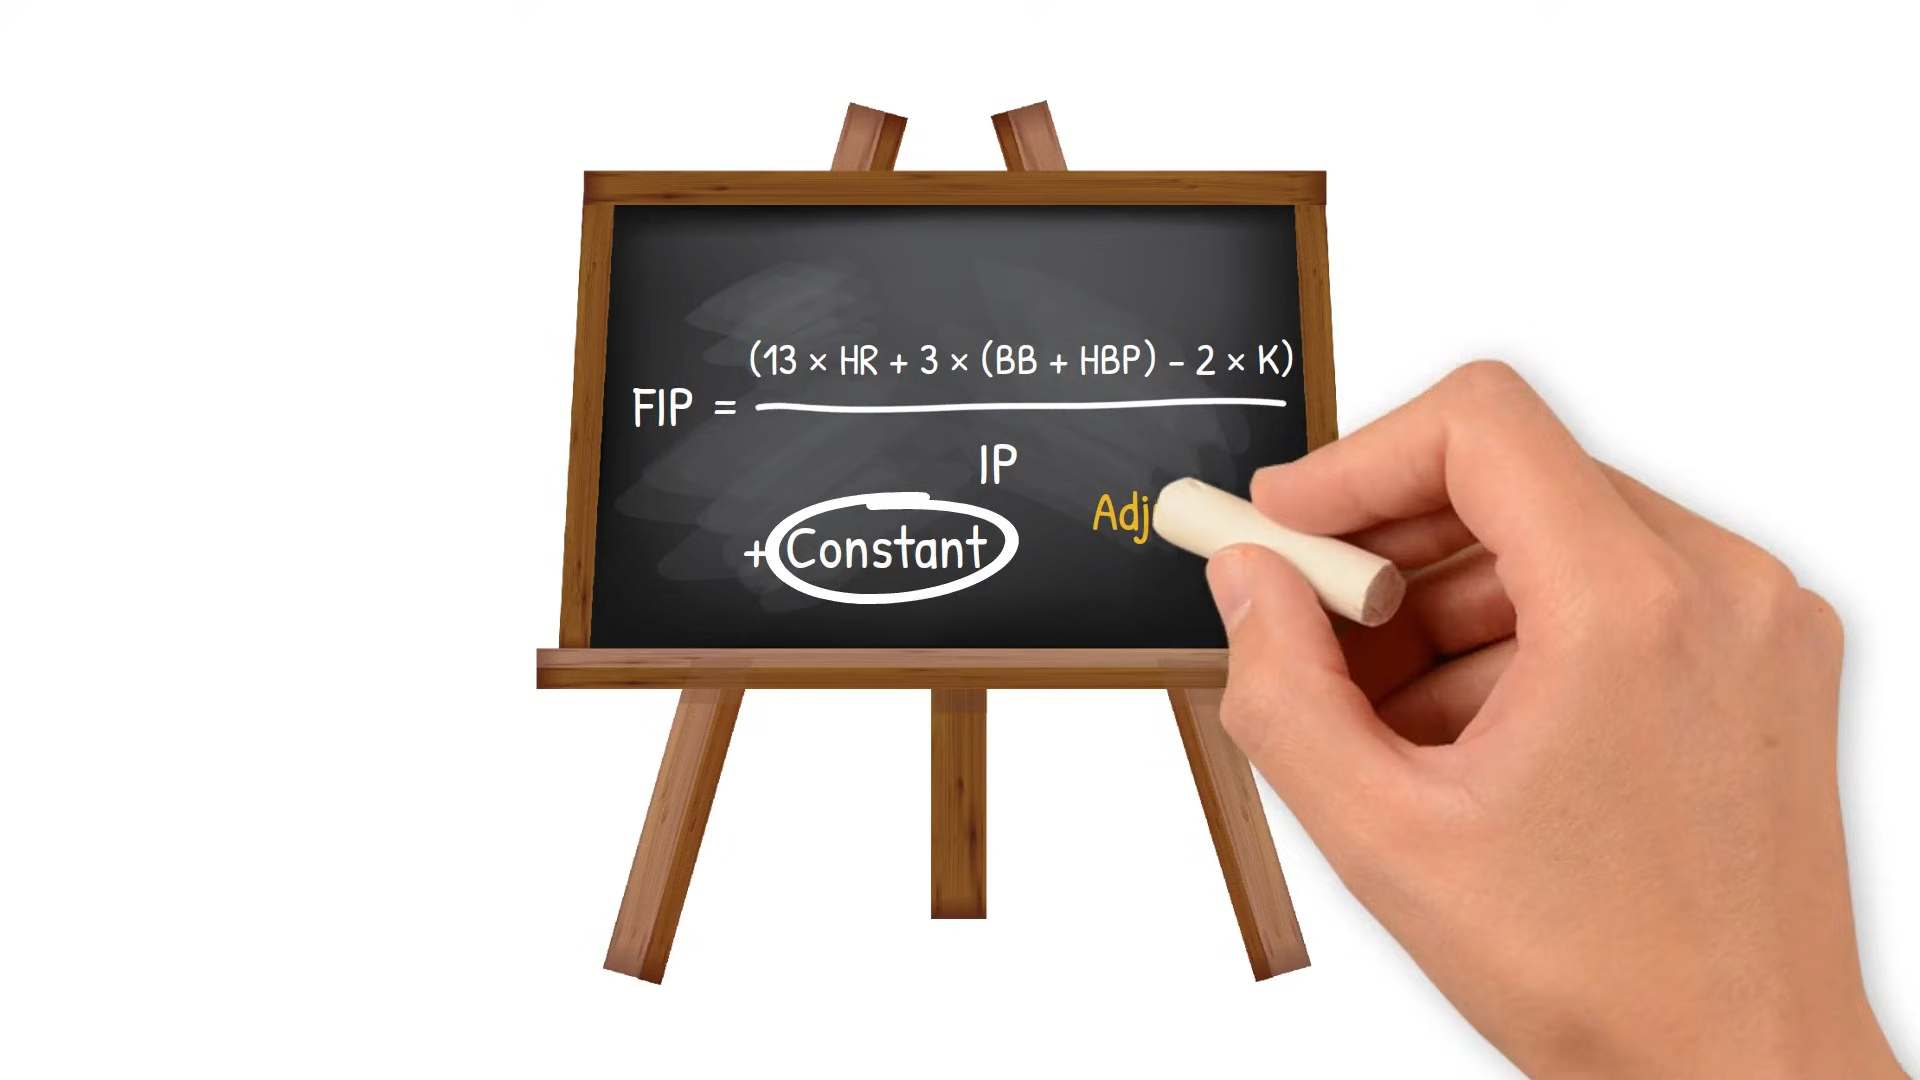 (13 × HR + 3 × (BB + HBP) - 2 × K)
FIP =
IP
+ Constant
Adj